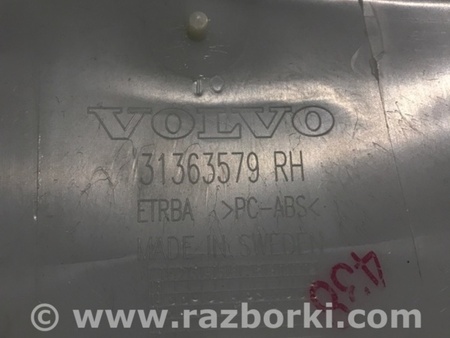 VOLVO
31363579 RH
ETRBA >PC-ABS<
MADE IN SWEDEN
© www.razborki.com